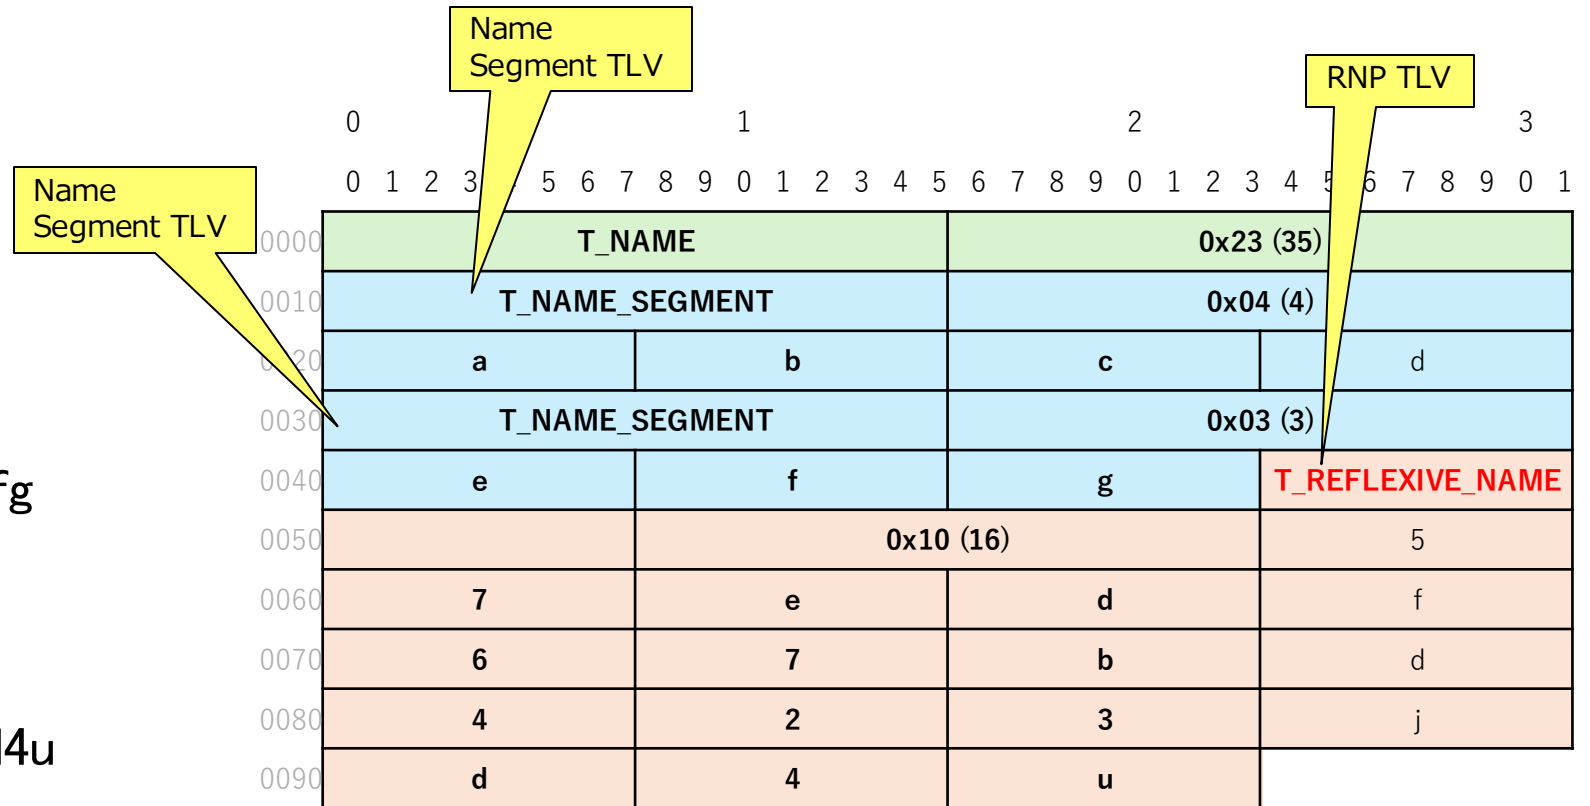 Name
Segment TLV
RNP TLV
0 1 2 3
0 1 2 3 5 6 7 8 9 0 1 2 3 4 5 6 7 8 9 0 1 2 3 4 5 6 7 8 9 0 1
Name
Segment TLV
0000 T_NAME 0x23 (35)
0010 T_NAME_SEGMENT 0x04 (4)
a b c d
0030 T_NAME_SEGMENT 0x03 (3)
fg
0040 e f g T_REFLEXIVE_NAME
0050 0x10 (16) 5
0060 7 e d f
0070 6 7 b d
0080 4 2 3 j
4u
0090 d 4 u